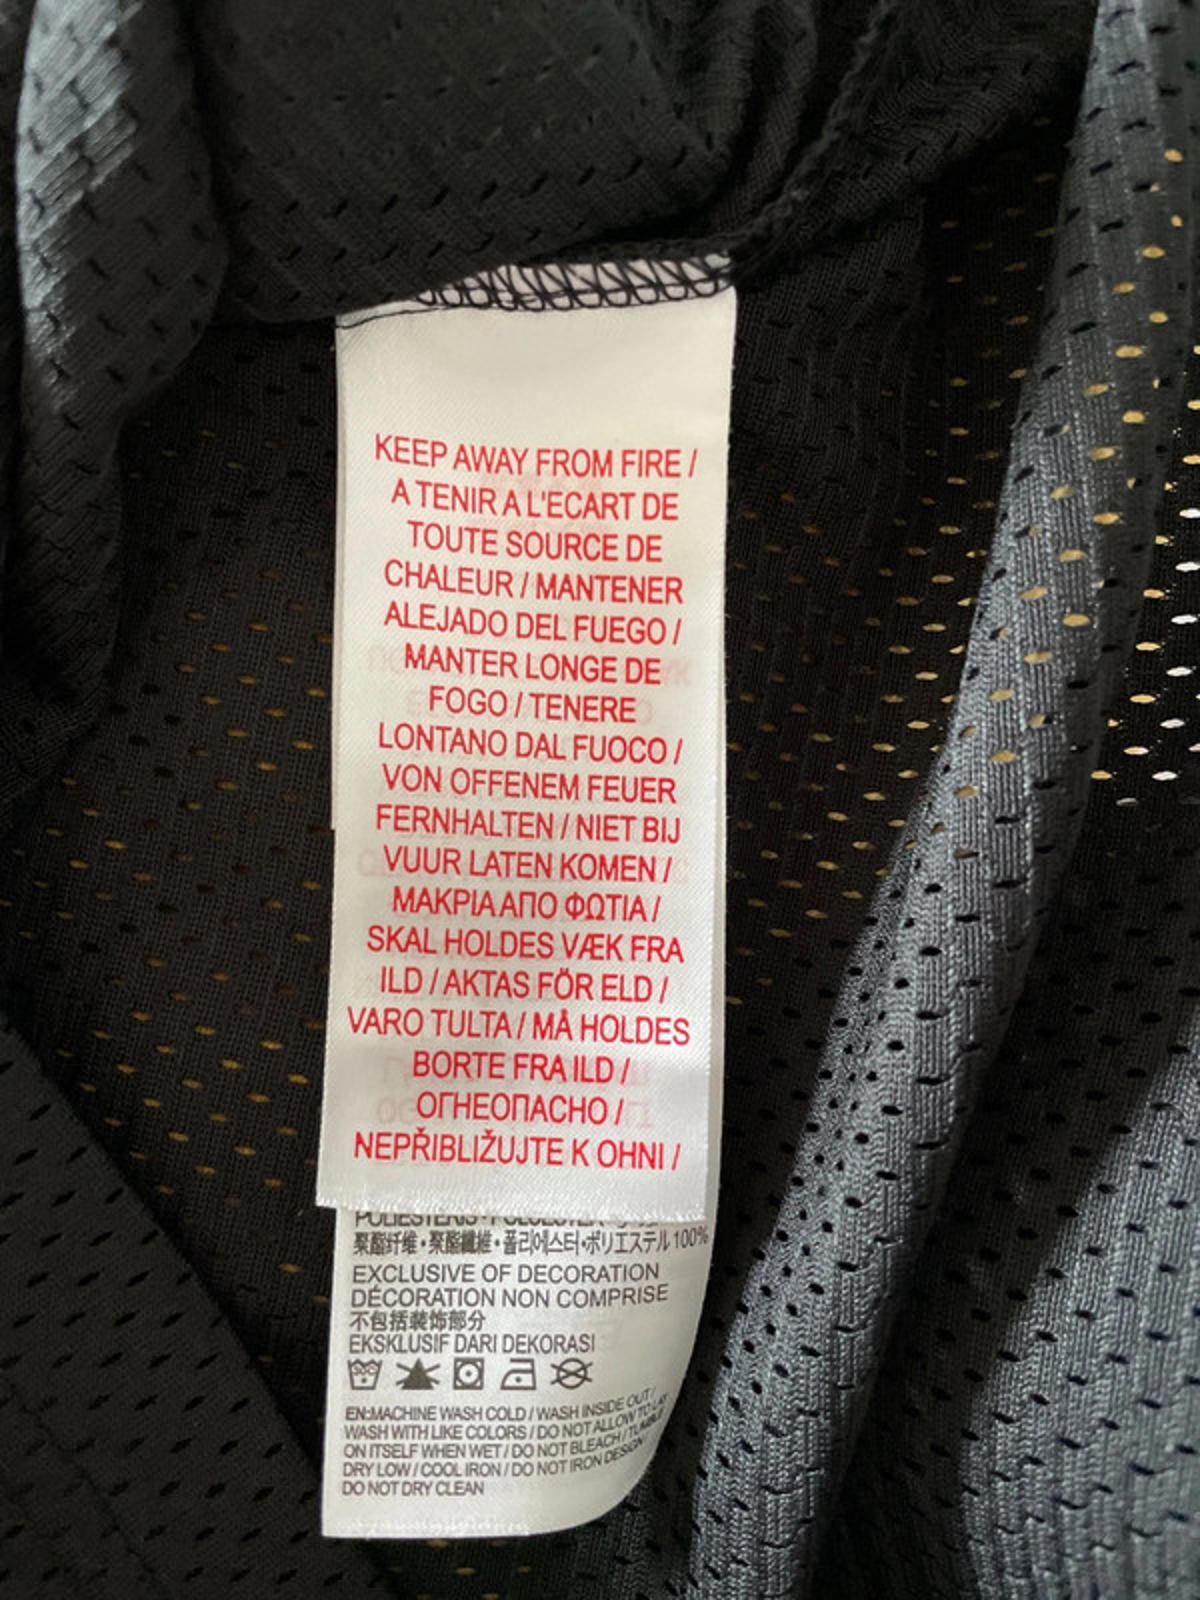 KEEP AWAY FROM FIRE /
A TENIR A L'ECART DE
TOUTE SOURCE DE
CHALEUR / MANTENER
ALEJADO DEL FUEGO /
MANTER LONGE DE
FOGO / TENERE
LONTANO DAL FUOCO /
VON OFFENEM FEUER
FERNHALTEN / NIET BIJ
VUUR LATEN KOMEN /
ΜΑΚΡΙΑ ΑΠΟ ΦΩΤΙΑ /
SKAL HOLDES VÆK FRA
ILD / AKTAS FÖR ELD /
VARO TULTA / MÅ HOLDES
BORTE FRA ILD /
ОГНЕОПАСНО /
NEPŘIBLIŽUJTE K OHNI /
聚酯纤维・聚酯纖維・폴리에스터・ポリエステル 100%
EXCLUSIVE OF DECORATION
DÉCORATION NON COMPRISE
不包括装饰部分
EKSKLUSIF DARI DEKORASI
EN:MACHINE WASH COLD / WASH INSIDE OUT /
WASH WITH LIKE COLORS / DO NOT ALLOW TO LAY
ON ITSELF WHEN WET / DO NOT BLEACH / TUMBLE
DRY LOW / COOL IRON / DO NOT IRON DESIGN
DO NOT DRY CLEAN